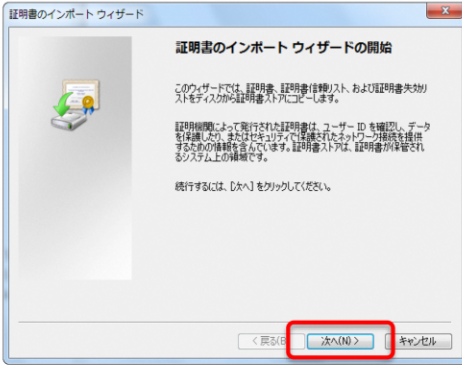 証明書のインポート ウィザード
証明書のインポート ウィザードの開始
このウィザードでは、証明書、証明書信頼リスト、および証明書失効リ
ストをディスクから証明書ストアにコピーします。
証明機関によって発行された証明書は、ユーザー ID を確認し、データ
を保護したり、またはセキュリティで保護されたネットワーク接続を提供
するための情報を含んでいます。証明書ストアは、証明書が保管され
るシステム上の領域です。
続行するには、[次へ] をクリックしてください。
< 戻る(B
次へ(N) >
キャンセル